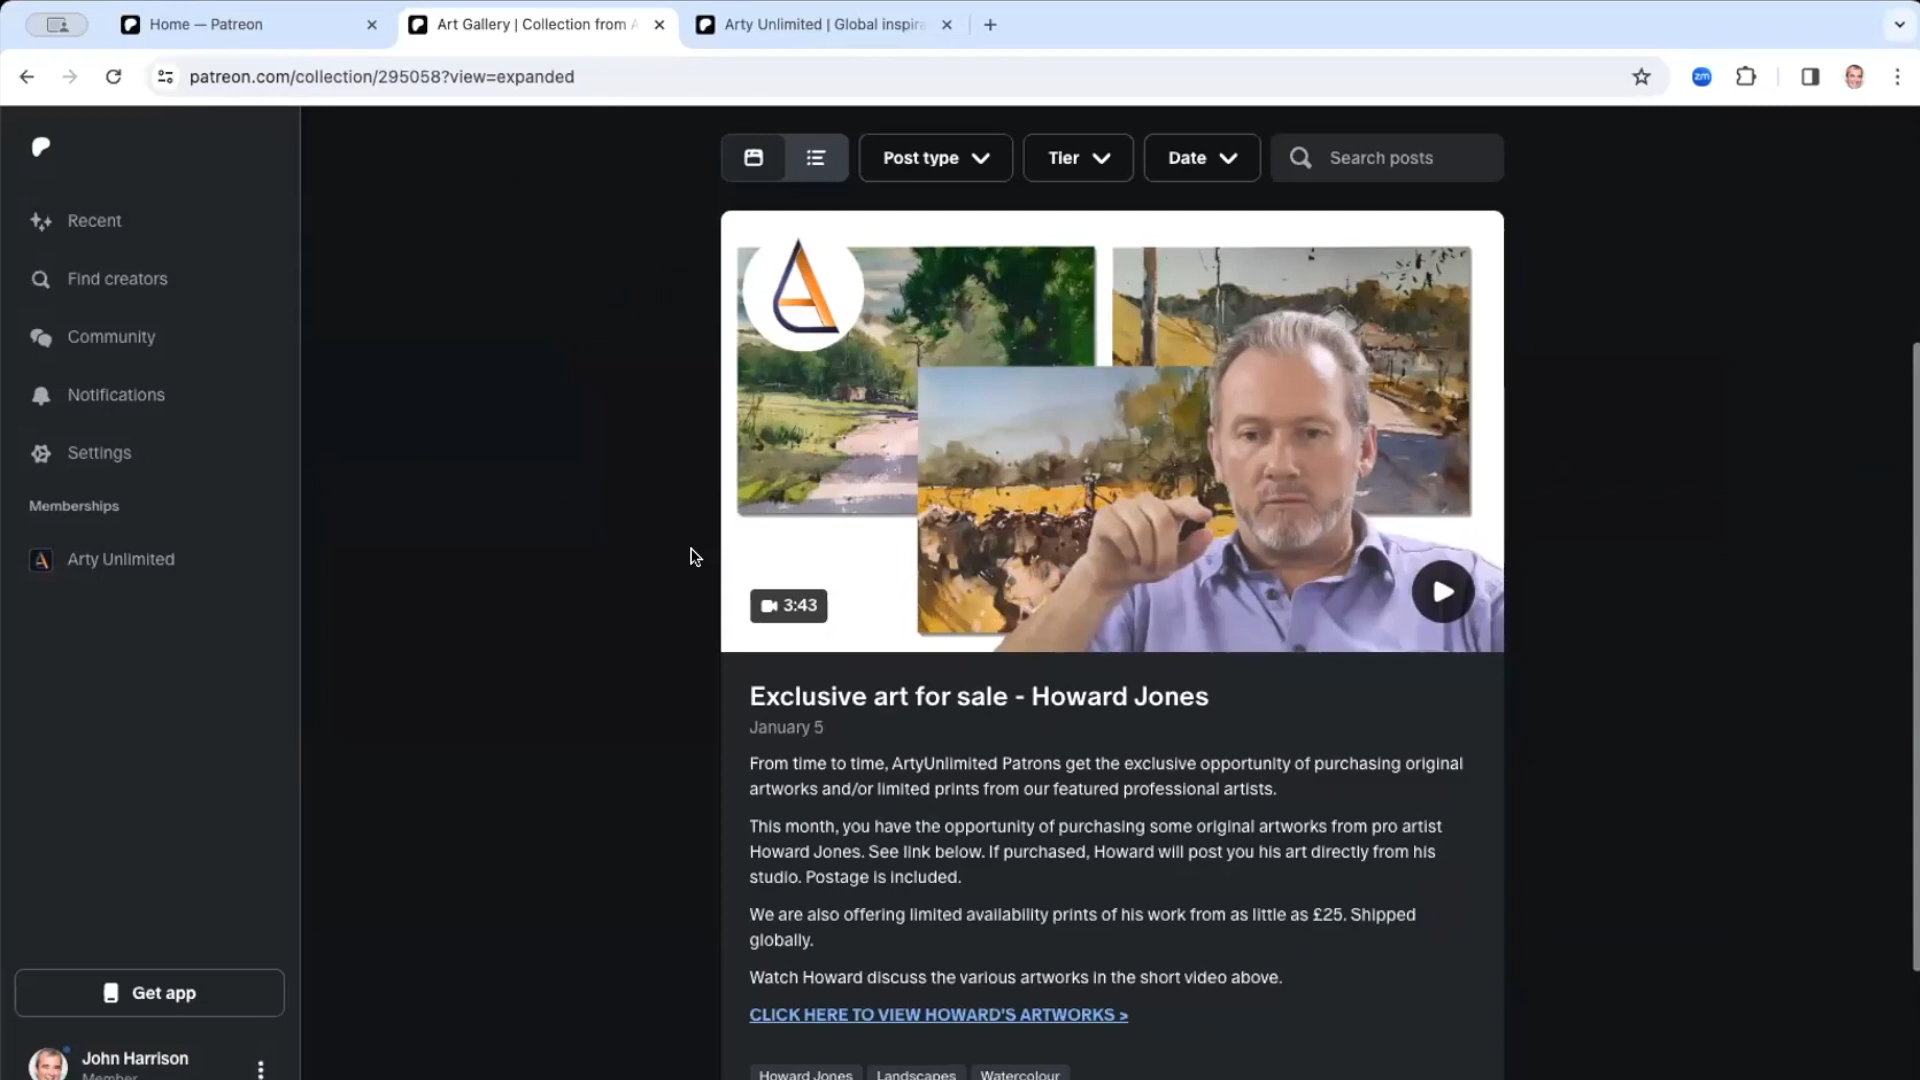 Home — Patreon
Art Gallery | Collection from A
Arty Unlimited | Global inspira
patreon.com/collection/295058?view=expanded
zm
Recent
Find creators
Community
Notifications
Settings
Memberships
Arty Unlimited
Get app
John Harrison
Member
Post type
Tier
Date
Search posts
3:43
Exclusive art for sale - Howard Jones
January 5
From time to time, ArtyUnlimited Patrons get the exclusive opportunity of purchasing original
artworks and/or limited prints from our featured professional artists.
This month, you have the opportunity of purchasing some original artworks from pro artist
Howard Jones. See link below. If purchased, Howard will post you his art directly from his
studio. Postage is included.
We are also offering limited availability prints of his work from as little as £25. Shipped
globally.
Watch Howard discuss the various artworks in the short video above.
CLICK HERE TO VIEW HOWARD'S ARTWORKS >
Howard Jones
Landscapes
Watercolour